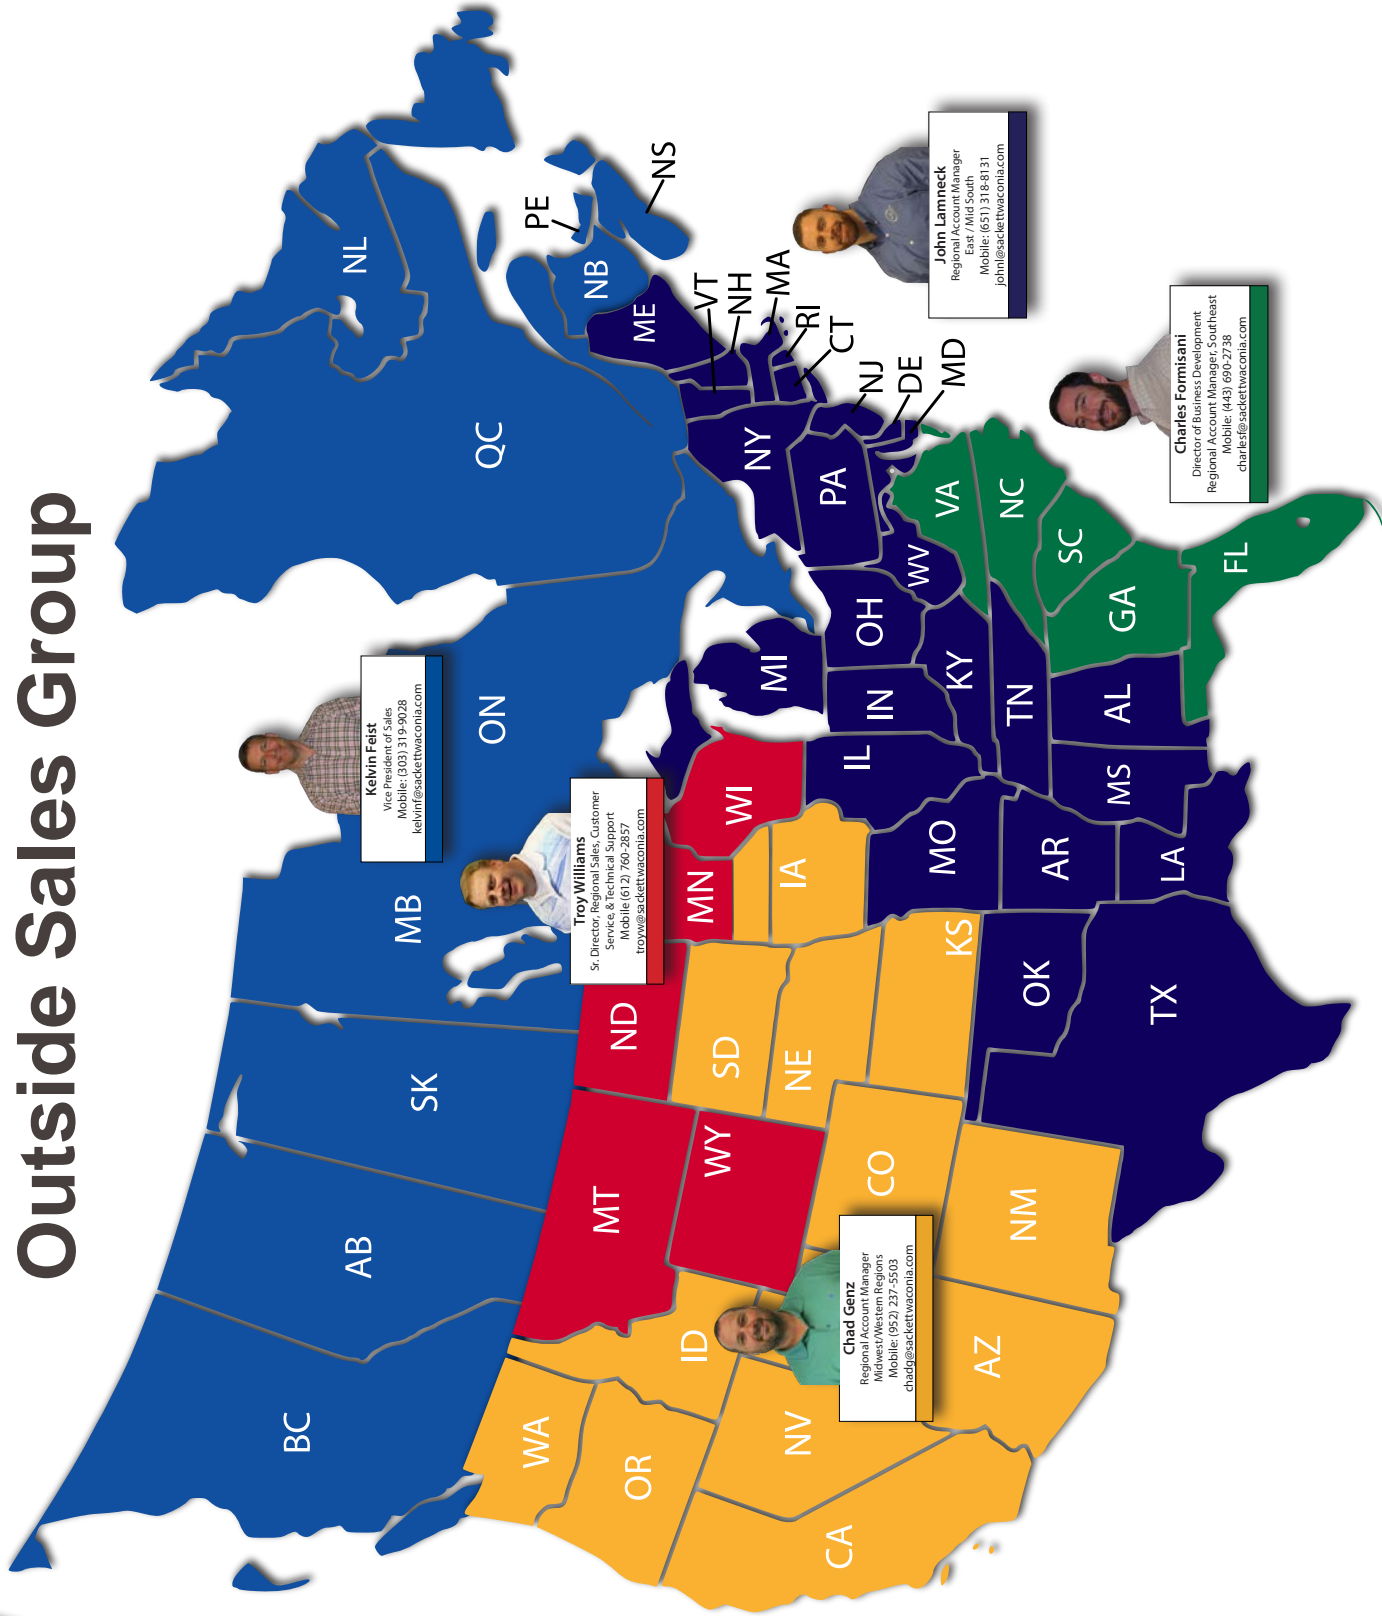 Outside Sales Group
Kelvin Feist
Vice President of Sales
Mobile: (303) 319-9028
kelvinf@sackettwaconia.com
Troy Williams
Sr. Director, Regional Sales, Customer
Service, & Technical Support
Mobile (612) 760-2857
troyw@sackettwaconia.com
Chad Genz
Regional Account Manager
Midwest/Western Regions
Mobile: (952) 237-5503
chadg@sackettwaconia.com
John Lamneck
Regional Account Manager
East / Mid South
Mobile: (651) 318-8131
johnl@sackettwaconia.com
Charles Formisani
Director of Business Development
Regional Account Manager, Southeast
Mobile: (443) 690-2738
charlesf@sackettwaconia.com
BC
AB
SK
MB
ON
QC
NL
NB
PE
NS
WA
OR
CA
NV
ID
MT
WY
CO
AZ
NM
ND
SD
NE
KS
OK
TX
MN
IA
MO
AR
LA
WI
IL
MS
MI
IN
OH
KY
TN
AL
WV
PA
NY
ME
VT
NH
MA
RI
CT
NJ
DE
MD
VA
NC
SC
GA
FL